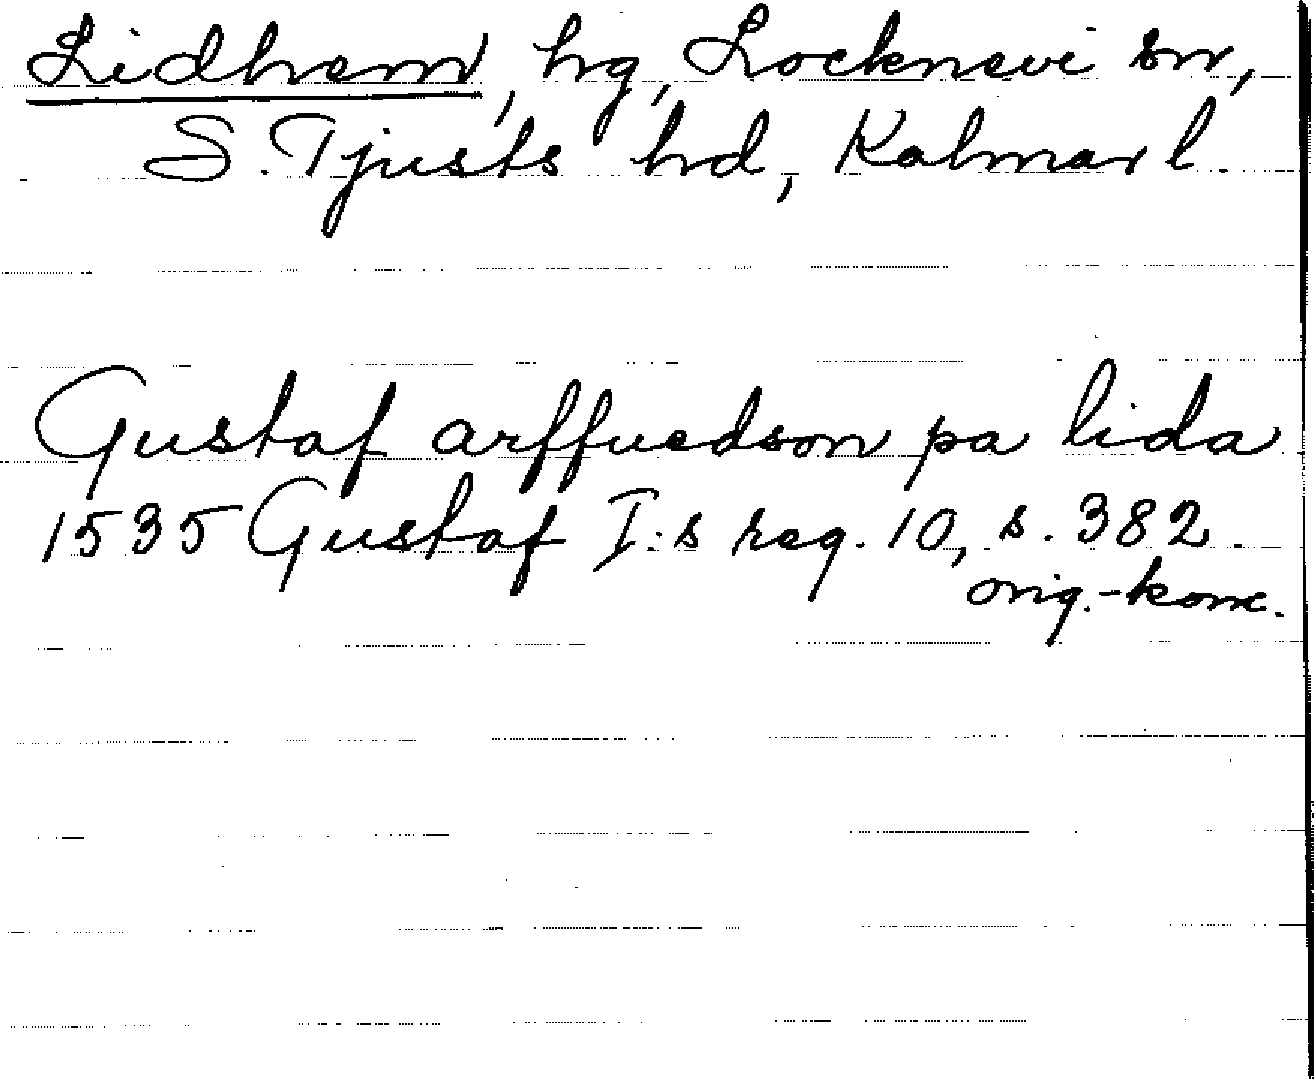 Lidhem, hg, Locknevi sn,
S. Tjusts hd, Kalmar l.
Gustaf arffuedson pa lida
1535 Gustaf I:s reg. 10, s. 382.
orig.-konc.